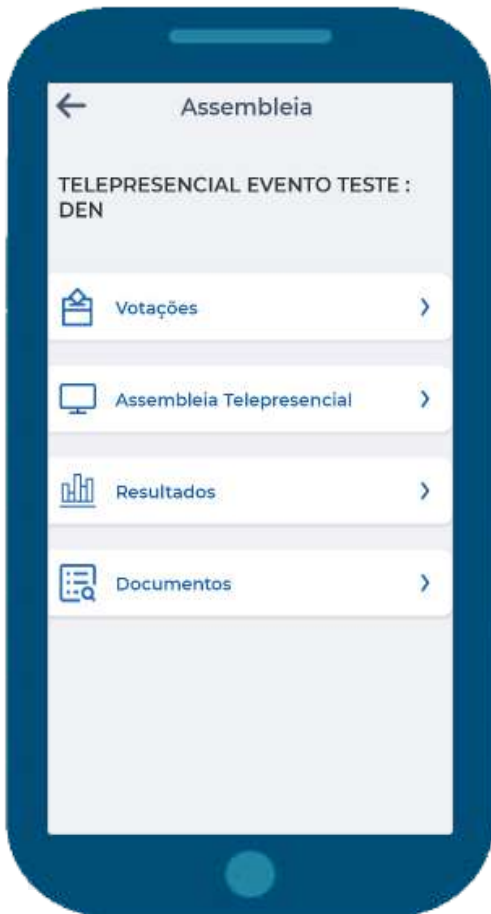 Assembleia
TELEPRESENCIAL EVENTO TESTE :
DEN
Votações
Assembleia Telepresencial
Resultados
Documentos